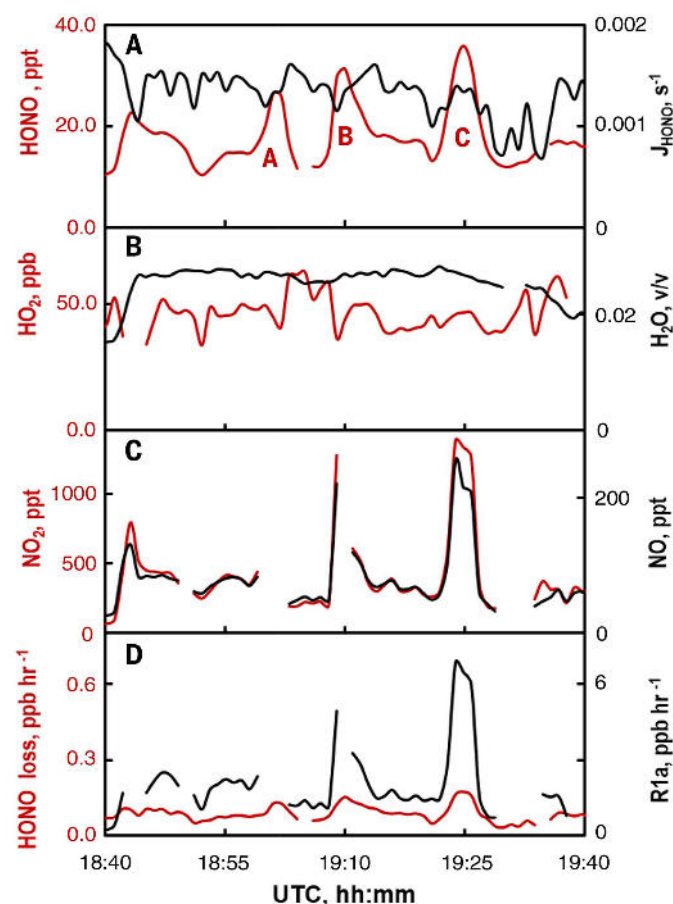 40.0
20.0
0.0
HONO , ppt
A
A
B
C
0.002
0.001
0
J_HONO, s⁻¹
50.0
0.0
HO₂, ppb
B
0.02
0
H₂O, v/v
1000
500
0
NO₂, ppt
C
200
0
NO, ppt
0.6
0.3
0.0
HONO loss, ppb hr⁻¹
D
6
0
R1a, ppb hr⁻¹
18:40 18:55 19:10 19:25 19:40
UTC, hh:mm